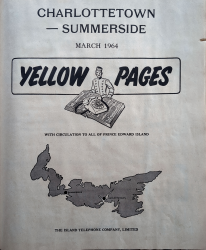 CHARLOTTETOWN
— SUMMERSIDE
MARCH 1964
YELLOW PAGES
WITH CIRCULATION TO ALL OF PRINCE EDWARD ISLAND
THE ISLAND TELEPHONE COMPANY, LIMITED